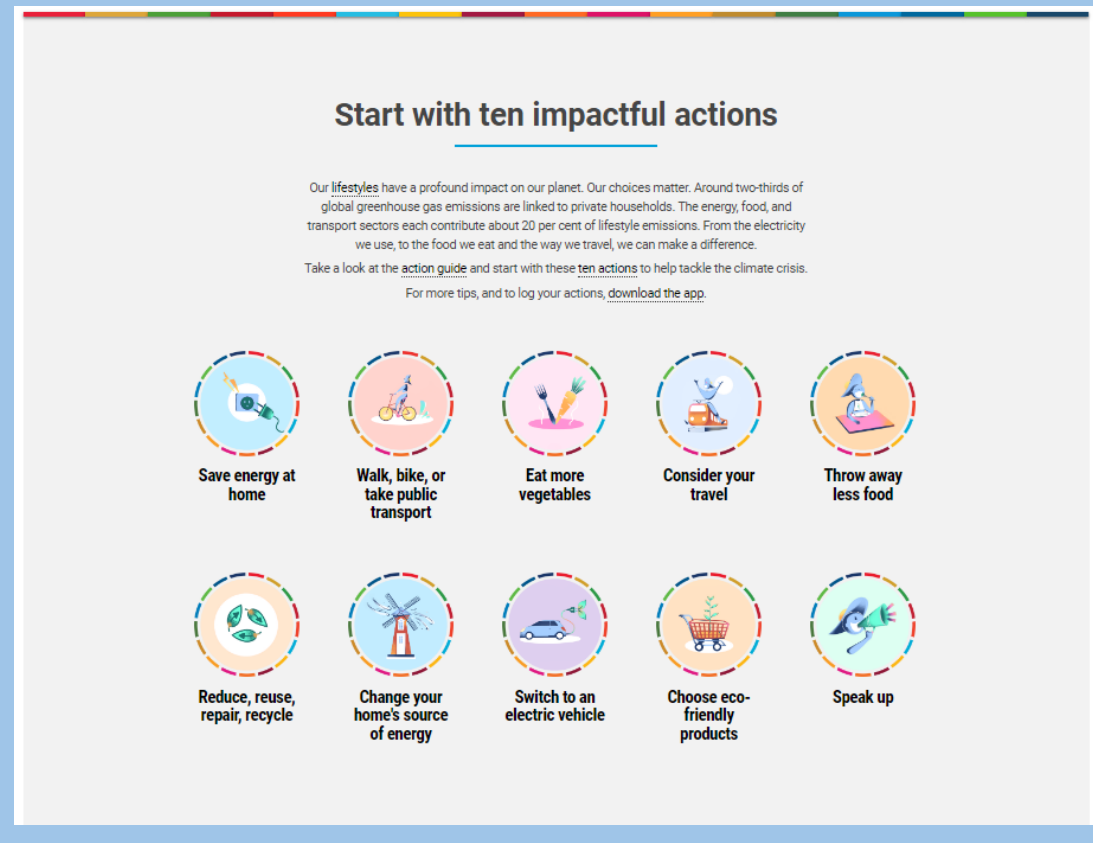 Start with ten impactful actions
Our lifestyles have a profound impact on our planet. Our choices matter. Around two-thirds of
global greenhouse gas emissions are linked to private households. The energy, food, and
transport sectors each contribute about 20 per cent of lifestyle emissions. From the electricity
we use, to the food we eat and the way we travel, we can make a difference.
Take a look at the action guide and start with these ten actions to help tackle the climate crisis.
For more tips, and to log your actions, download the app.
Save energy at
home
Walk, bike, or
take public
transport
Eat more
vegetables
Consider your
travel
Throw away
less food
Reduce, reuse,
repair, recycle
Change your
home's source
of energy
Switch to an
electric vehicle
Choose eco-
friendly
products
Speak up